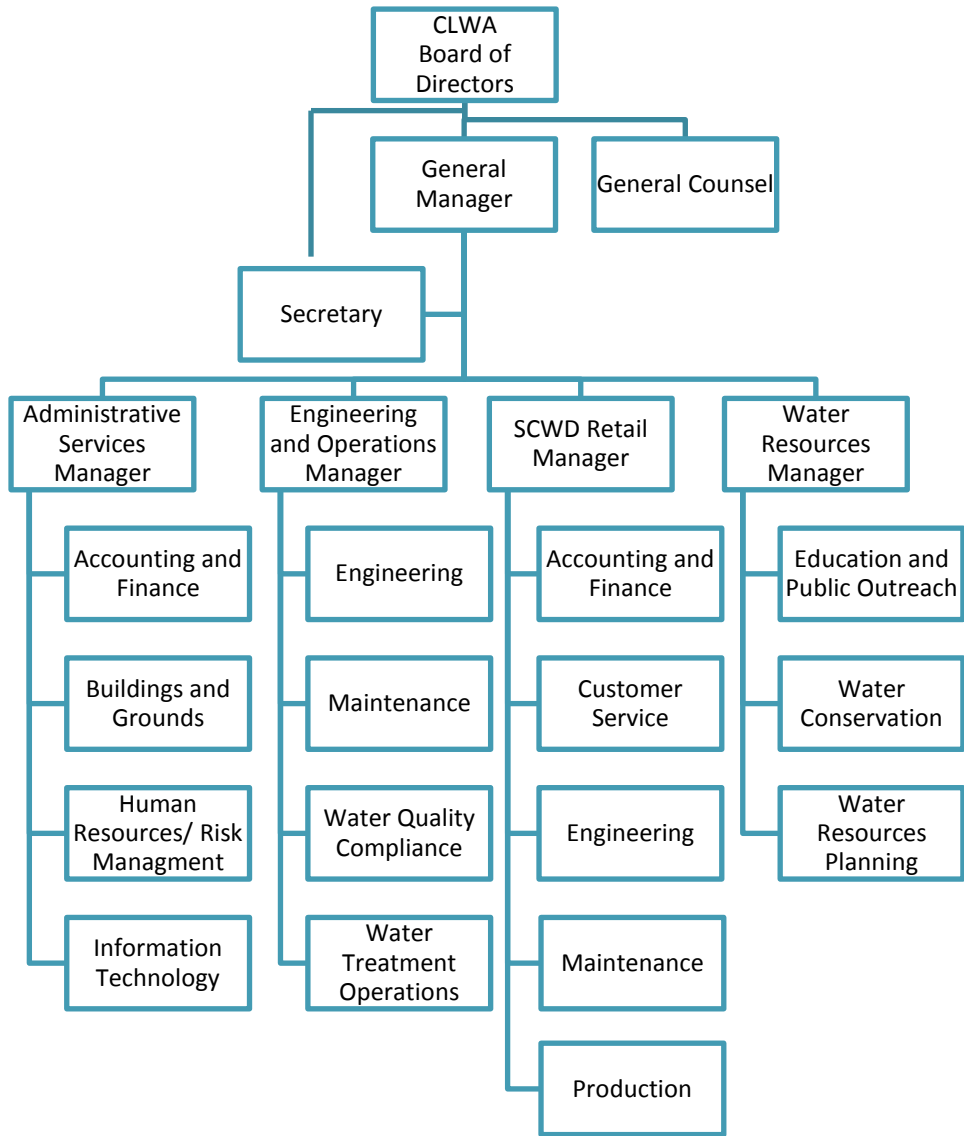 CLWA
Board of
Directors
General
Manager
General Counsel
Secretary
Administrative
Services
Manager
Engineering
and Operations
Manager
SCWD Retail
Manager
Water
Resources
Manager
Accounting and
Finance
Buildings and
Grounds
Human
Resources/ Risk
Managment
Information
Technology
Engineering
Maintenance
Water Quality
Compliance
Water
Treatment
Operations
Accounting and
Finance
Customer
Service
Engineering
Maintenance
Production
Education and
Public Outreach
Water
Conservation
Water
Resources
Planning